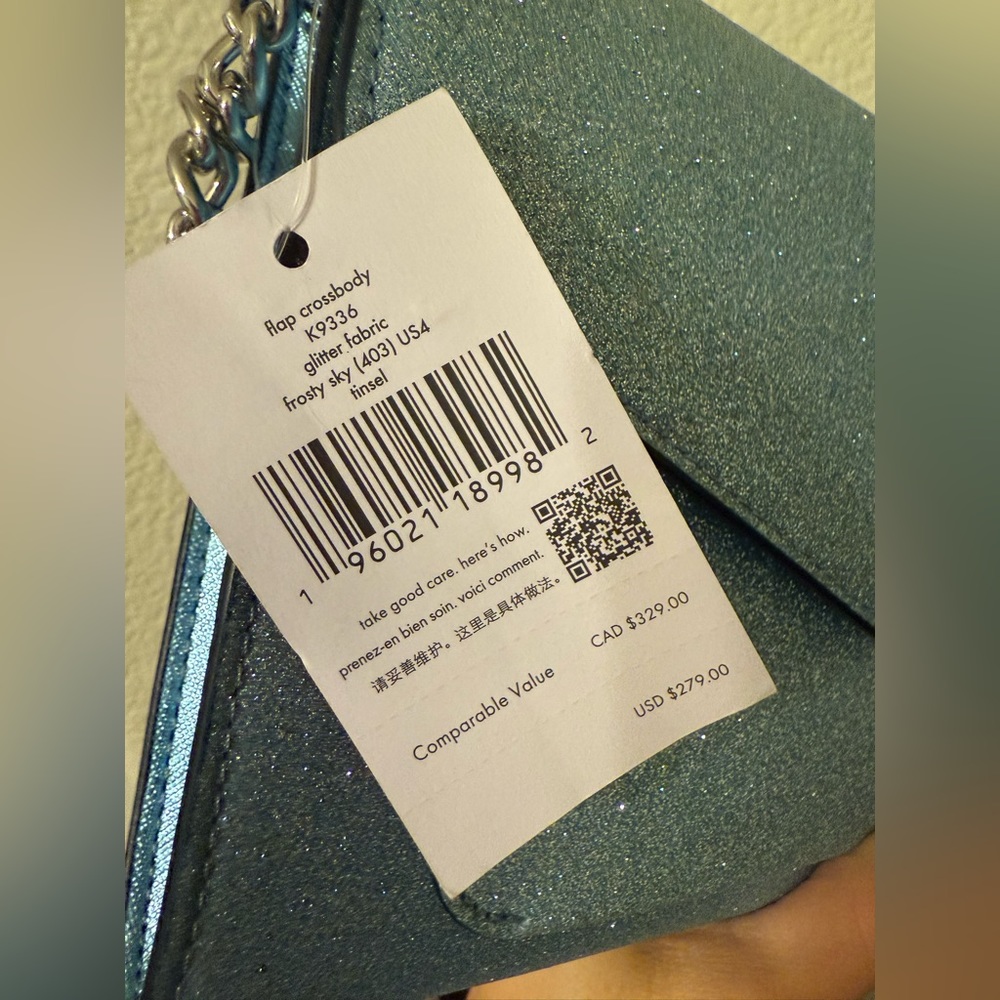 flap crossbody
K9336
glitter fabric
frosty sky (403) US4
tinsel
1 96021 18998 2
take good care. here's how.
prenez-en bien soin. voici comment.
请妥善维护。这里是具体做法。
Comparable Value
CAD $329.00
USD $279.00